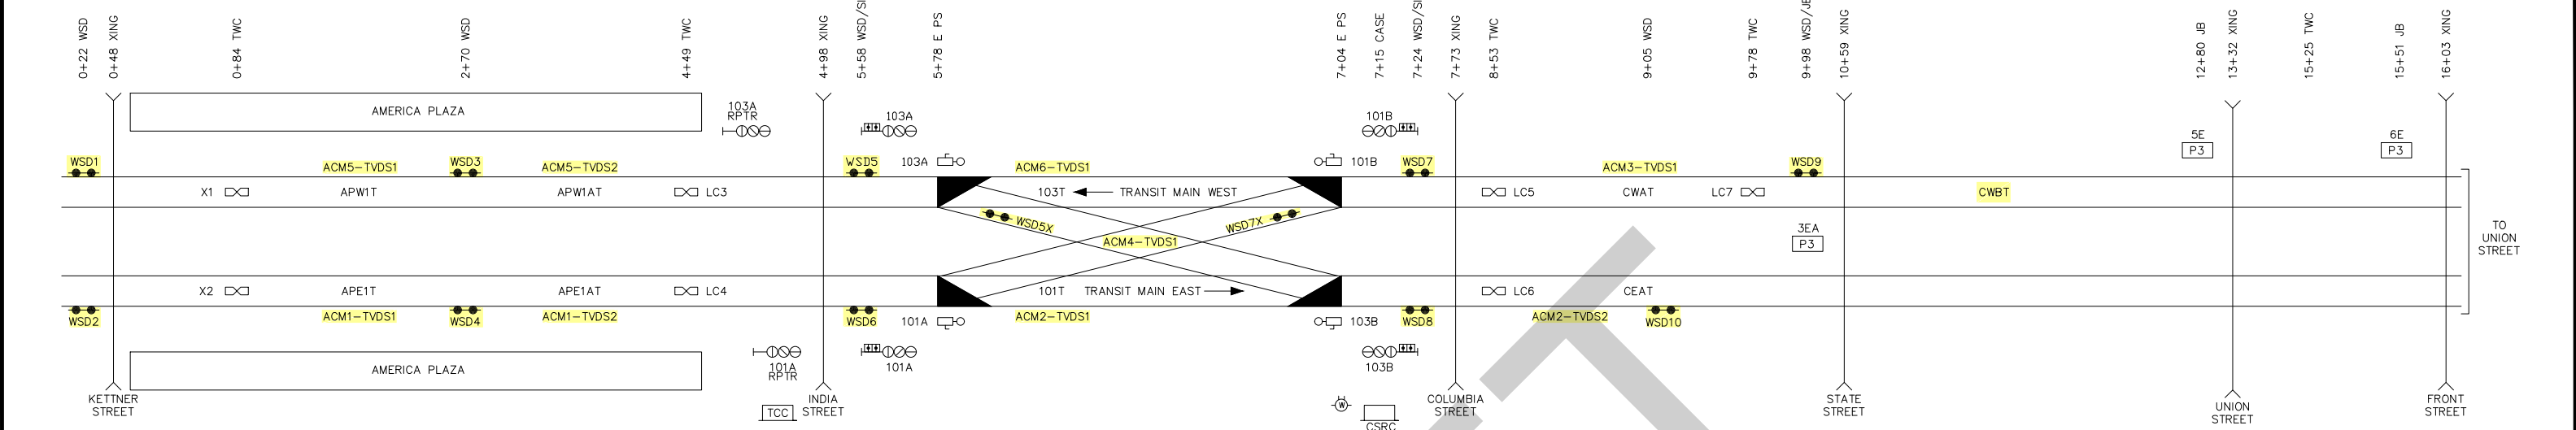 0+22 WSD
0+48 XING
0+84 TWC
2+70 WSD
4+49 TWC
4+98 XING
5+58 WSD/SI
5+78 E PS
7+04 E PS
7+15 CASE
7+24 WSD/SI
7+73 XING
8+53 TWC
9+05 WSD
9+78 TWC
9+98 WSD/JB
10+59 XING
12+80 JB
13+32 XING
15+25 TWC
15+51 JB
16+03 XING
AMERICA PLAZA
103A
RPTR
103A
101B
5E
P3
6E
P3
WSD1
ACM5-TVDS1
WSD3
ACM5-TVDS2
WSD5
103A
ACM6-TVDS1
101B
WSD7
ACM3-TVDS1
WSD9
X1
APW1T
APW1AT
LC3
103T
TRANSIT MAIN WEST
LC5
CWAT
LC7
CWBT
WSD5X
WSD7X
ACM4-TVDS1
3EA
P3
TO
UNION
STREET
X2
APE1T
APE1AT
LC4
101T
TRANSIT MAIN EAST
LC6
CEAT
WSD2
ACM1-TVDS1
WSD4
ACM1-TVDS2
WSD6
101A
ACM2-TVDS1
103B
WSD8
ACM2-TVDS2
WSD10
AMERICA PLAZA
101A
RPTR
101A
103B
KETTNER
STREET
TCC
INDIA
STREET
W
CSRC
COLUMBIA
STREET
STATE
STREET
UNION
STREET
FRONT
STREET